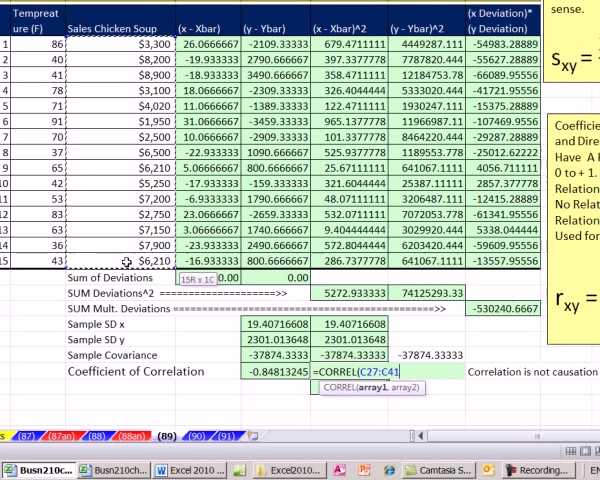 (x Deviation)*
Tempreat
ure (F) Sales Chicken Soup (x - Xbar) (y - Ybar) (x - Xbar)^2 (y - Ybar)^2 (y Deviation)
1 86 $3,300 26.0666667 -2109.33333 679.4711111 4449287.111 -54983.28889
2 40 $8,200 -19.933333 2790.666667 397.3377778 7787820.444 -55627.28889
3 41 $8,900 -18.933333 3490.666667 358.4711111 12184753.78 -66089.95556
4 78 $3,100 18.0666667 -2309.33333 326.4044444 5333020.444 -41721.95556
5 71 $4,020 11.0666667 -1389.33333 122.4711111 1930247.111 -15375.28889
6 91 $1,950 31.0666667 -3459.33333 965.1377778 11966987.11 -107469.9556
7 70 $2,500 10.0666667 -2909.33333 101.3377778 8464220.444 -29287.28889
8 37 $6,500 -22.933333 1090.666667 525.9377778 1189553.778 -25012.62222
9 65 $6,210 5.06666667 800.6666667 25.67111111 641067.1111 4056.711111
10 42 $5,250 -17.933333 -159.33333 321.6044444 25387.11111 2857.377778
11 53 $7,200 -6.9333333 1790.666667 48.07111111 3206487.111 -12415.28889
12 83 $2,750 23.0666667 -2659.33333 532.0711111 7072053.778 -61341.95556
13 63 $7,150 3.06666667 1740.666667 9.404444444 3029920.444 5338.044444
14 36 $7,900 -23.933333 2490.666667 572.8044444 6203420.444 -59609.95556
15 43 $6,210 -16.933333 800.6666667 286.7377778 641067.1111 -13557.95556
Sum of Deviations 0.00 0.00
15R x 1C
SUM Deviations^2 ====================>> 5272.933333 74125293.33
SUM Mult. Deviations ===========================================>> -530240.6667
Sample SD x 19.40716608 19.40716608
Sample SD y 2301.013648 2301.013648
Sample Covariance -37874.33333 -37874.33333 -37874.33333
Coefficient of Correlation -0.84813245 =CORREL(C27:C41 Correlation is not causation
CORREL(array1, array2)
sense.
sxy =
Coefficie
and Dire
Have A F
0 to + 1.
Relation
No Relat
Relation
Used for
rxy =
s (87) (87an) (88) (88an) (89) (90) (91)
Busn210c... Busn210ch... Excel 2010 ... Excel2010... Camtasia S... Recording... EN